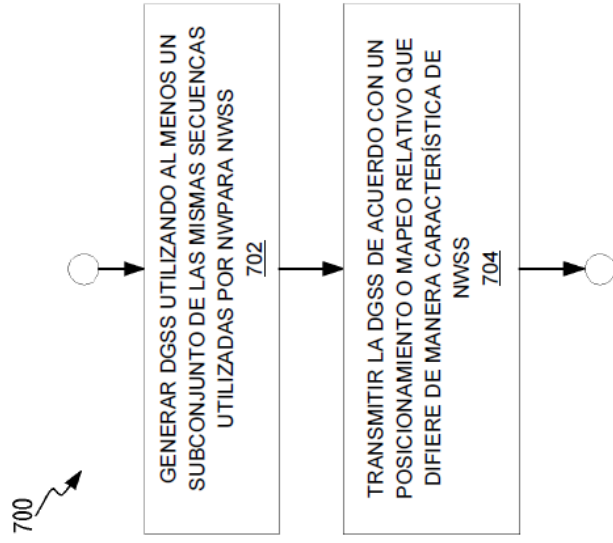 700
GENERAR DGSS UTILIZANDO AL MENOS UN
SUBCONJUNTO DE LAS MISMAS SECUENCAS
UTILIZADAS POR NWPARA NWSS
702
TRANSMITIR LA DGSS DE ACUERDO CON UN
POSICIONAMIENTO O MAPEO RELATIVO QUE
DIFIERE DE MANERA CARACTERÍSTICA DE
NWSS
704